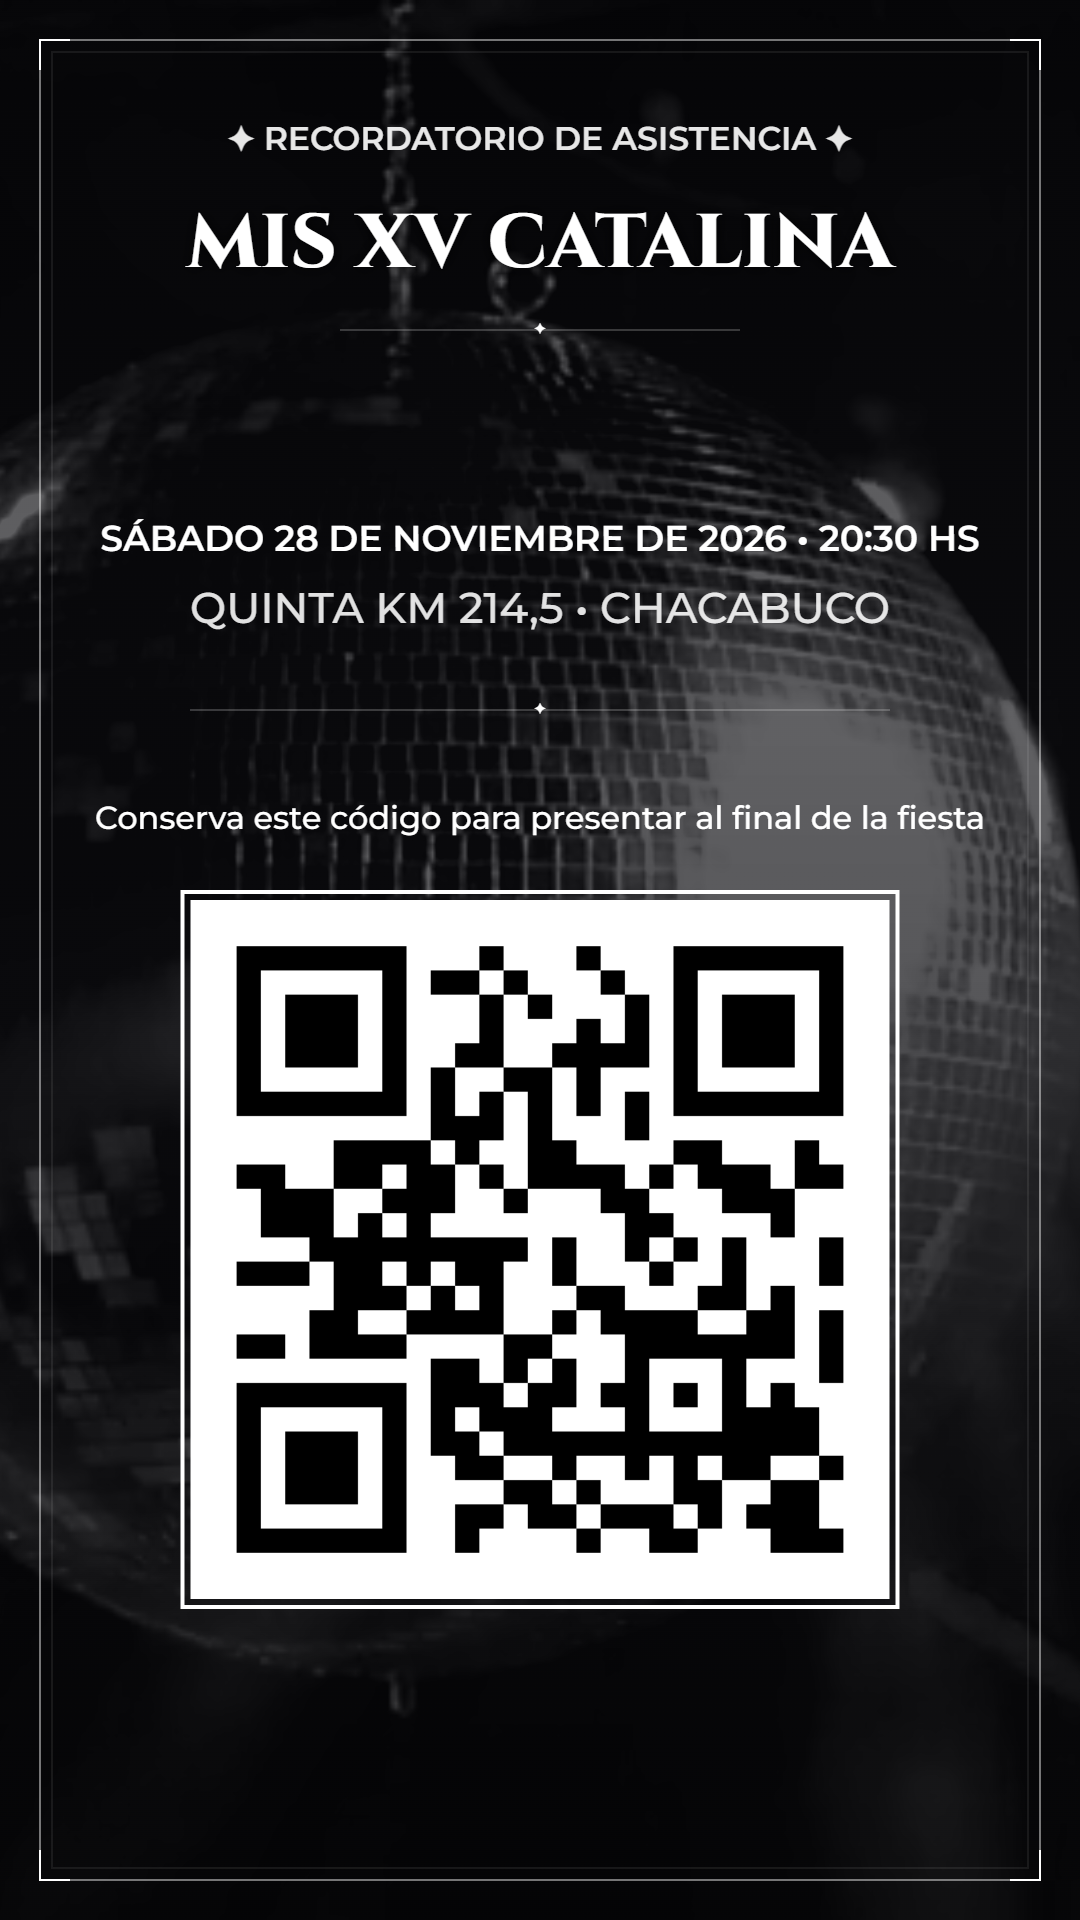 ✦ RECORDATORIO DE ASISTENCIA ✦
MIS XV CATALINA
SÁBADO 28 DE NOVIEMBRE DE 2026 • 20:30 HS
QUINTA KM 214,5 • CHACABUCO
Conserva este código para presentar al final de la fiesta